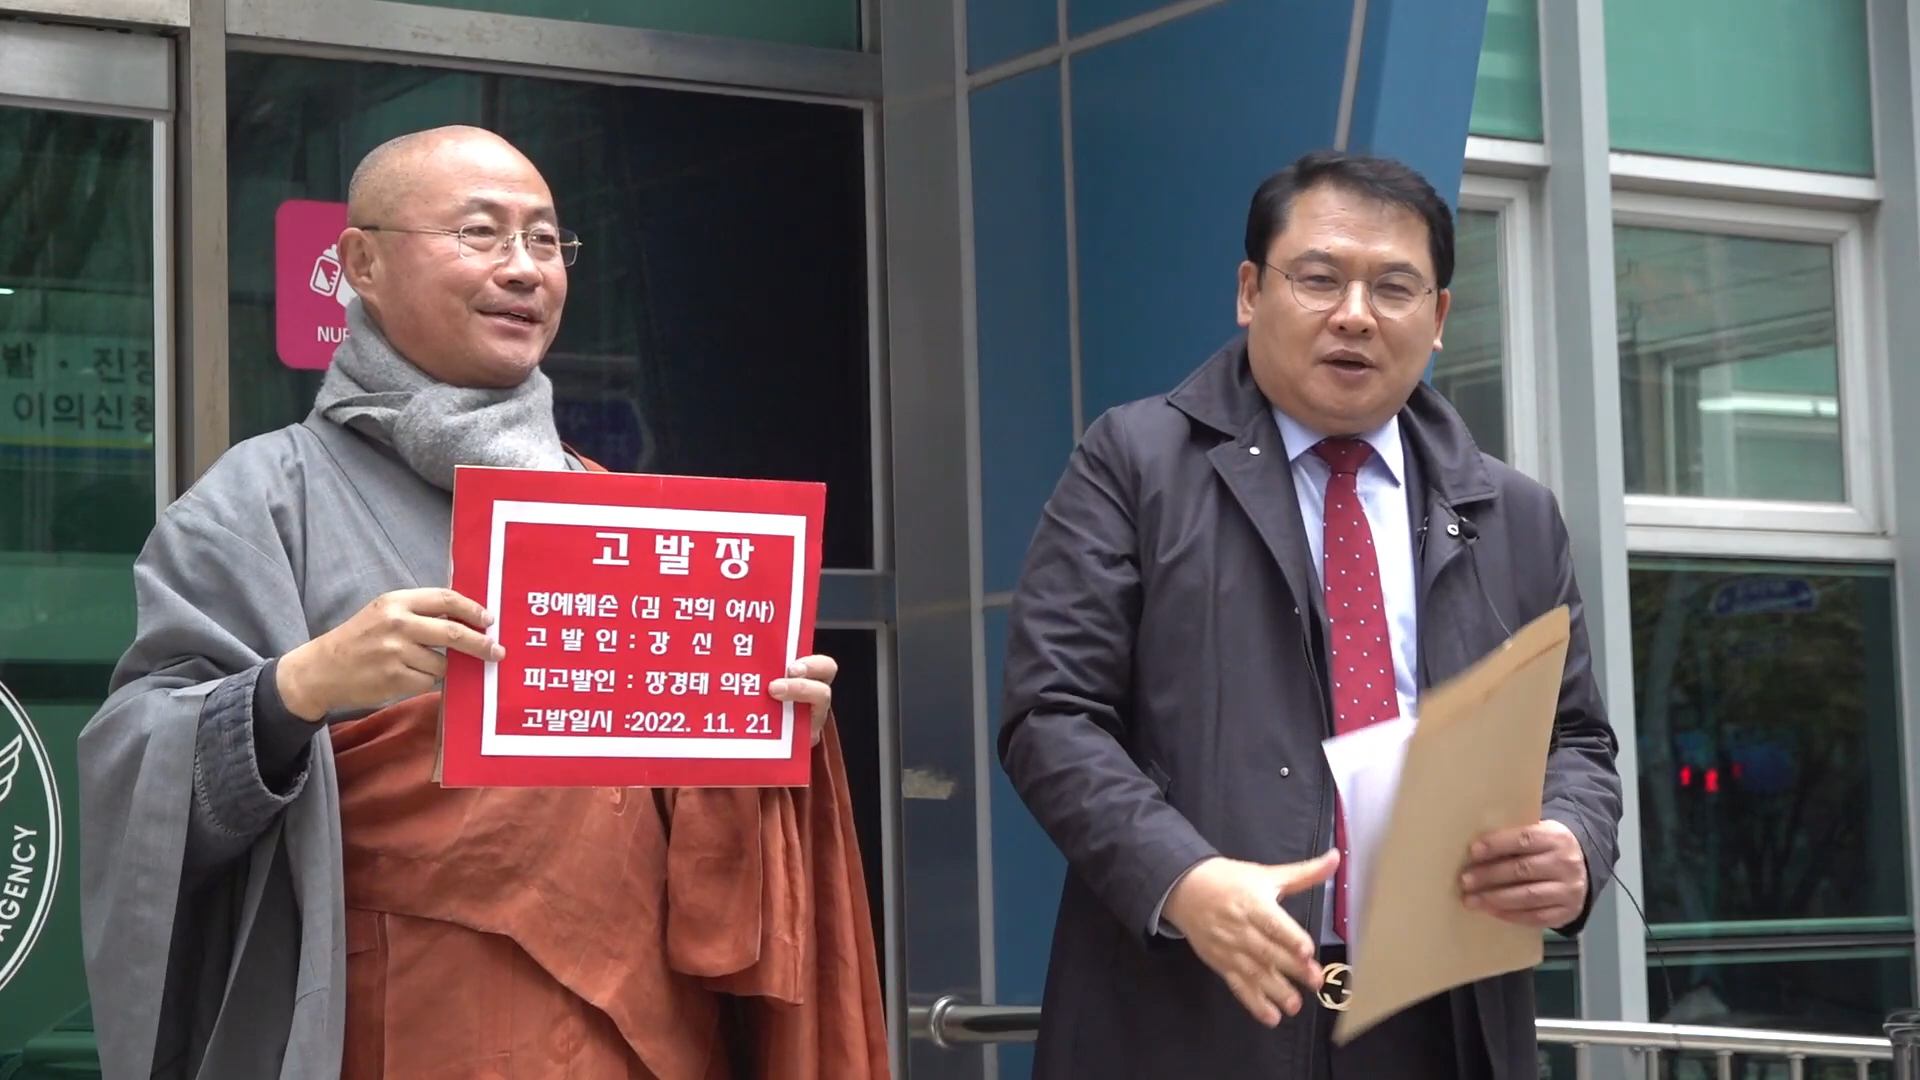 고 발 장
명예훼손 (김 건희 여사)
고 발 인 : 강 신 업
피고발인 : 장경태 의원
고발일시 :2022. 11. 21
발 · 진정
이의신청
AGENCY